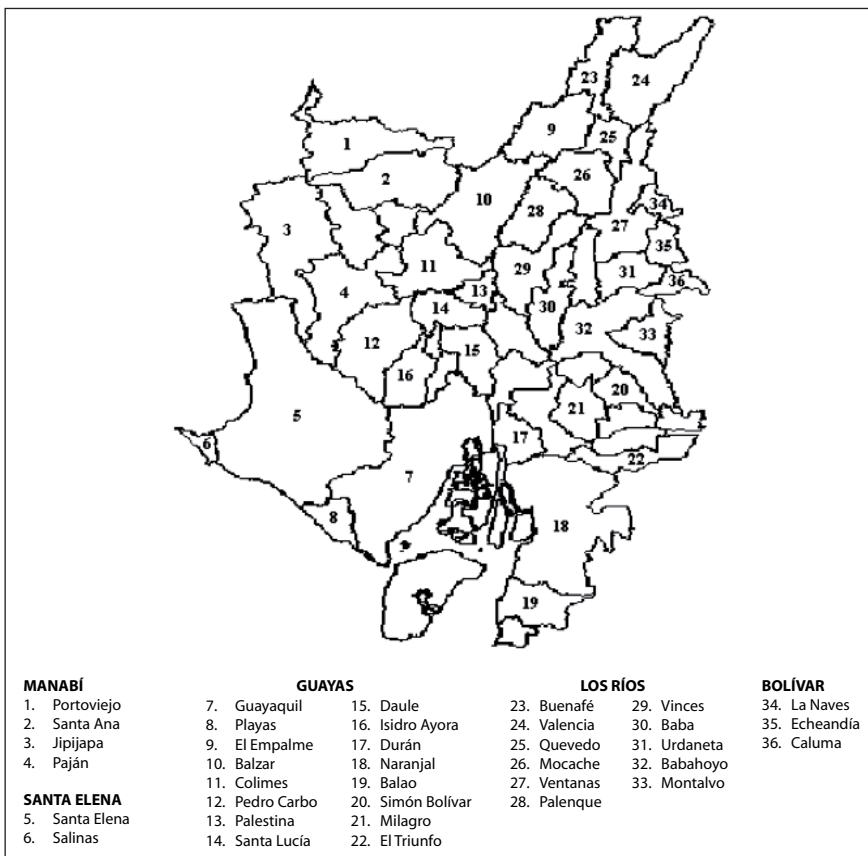 23
24
9
25
1
26
2
10
28
34
27
3
35
11
29
31
36
4
13
30
14
32
33
12
15
16
20
5
21
17
6
22
7
8
18
19
MANABÍ
1. Portoviejo
2. Santa Ana
3. Jipijapa
4. Paján
SANTA ELENA
5. Santa Elena
6. Salinas
GUAYAS
7. Guayaquil
8. Playas
9. El Empalme
10. Balzar
11. Colimes
12. Pedro Carbo
13. Palestina
14. Santa Lucía
15. Daule
16. Isidro Ayora
17. Durán
18. Naranjal
19. Balao
20. Simón Bolívar
21. Milagro
22. El Triunfo
LOS RÍOS
23. Buenafé
24. Valencia
25. Quevedo
26. Mocache
27. Ventanas
28. Palenque
29. Vinces
30. Baba
31. Urdaneta
32. Babahoyo
33. Montalvo
BOLÍVAR
34. La Naves
35. Echeandía
36. Caluma